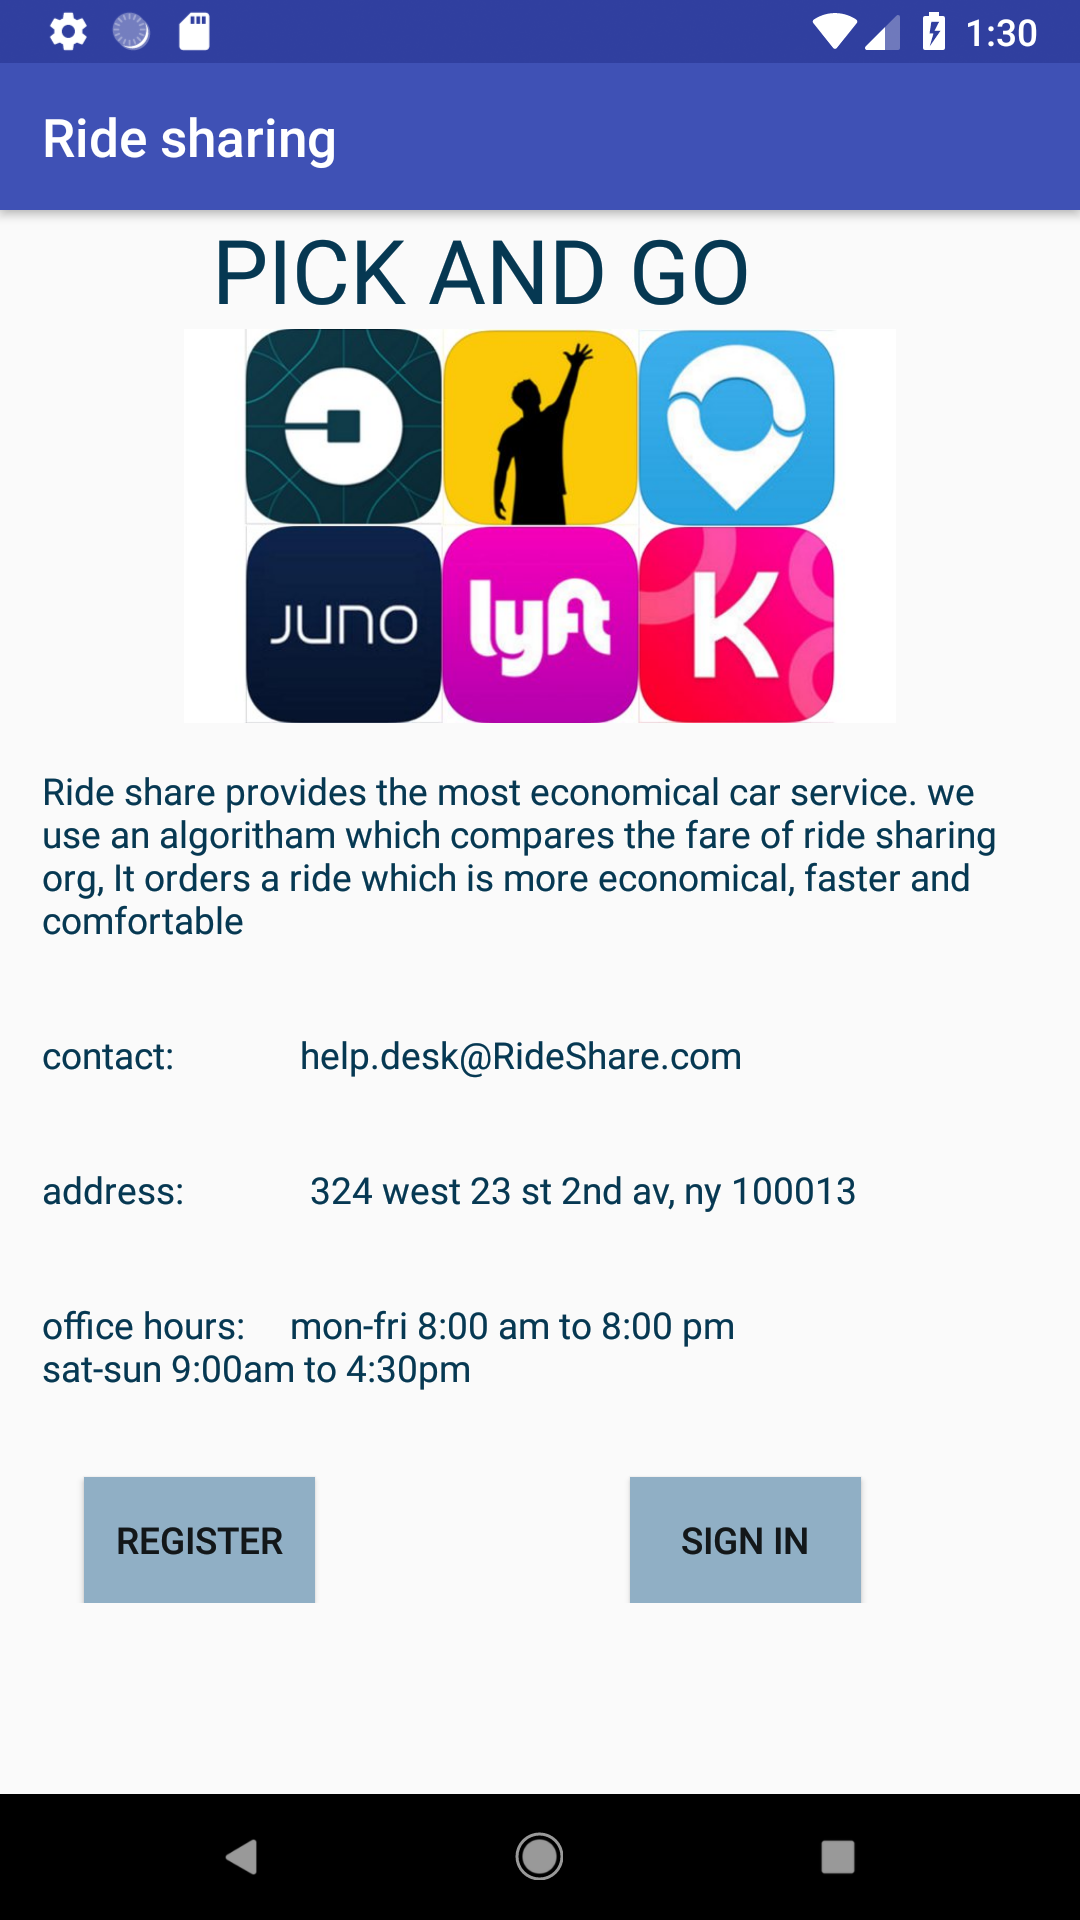 1:30
Ride sharing
PICK AND GO
JUNO
lyft
K
Ride share provides the most economical car service. we
use an algoritham which compares the fare of ride sharing
org, It orders a ride which is more economical, faster and
comfortable
contact: help.desk@RideShare.com
address: 324 west 23 st 2nd av, ny 100013
office hours: mon-fri 8:00 am to 8:00 pm
sat-sun 9:00am to 4:30pm
REGISTER SIGN IN